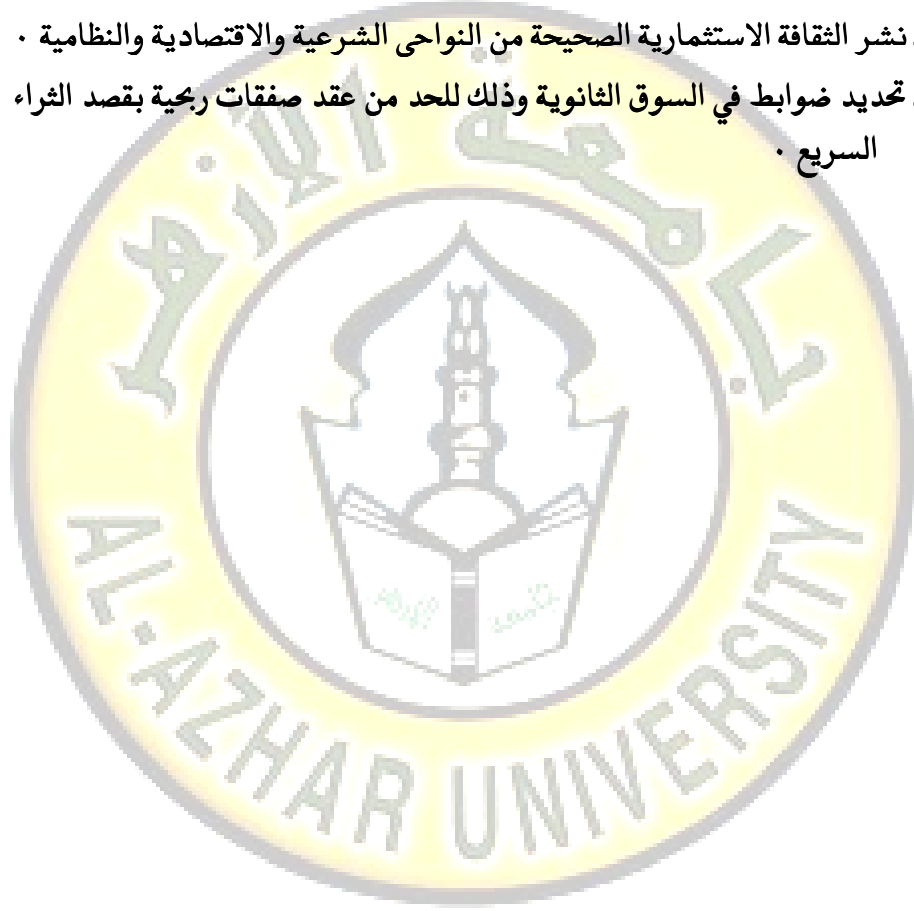 نشر الثقافة الاستثمارية الصحيحة من النواحى الشرعية والاقتصادية والنظامية .
تحديد ضوابط في السوق الثانوية وذلك للحد من عقد صفقات ربحية بقصد الثراء
السريع .
جامعة الأزهر
AL-AZHAR UNIVERSITY